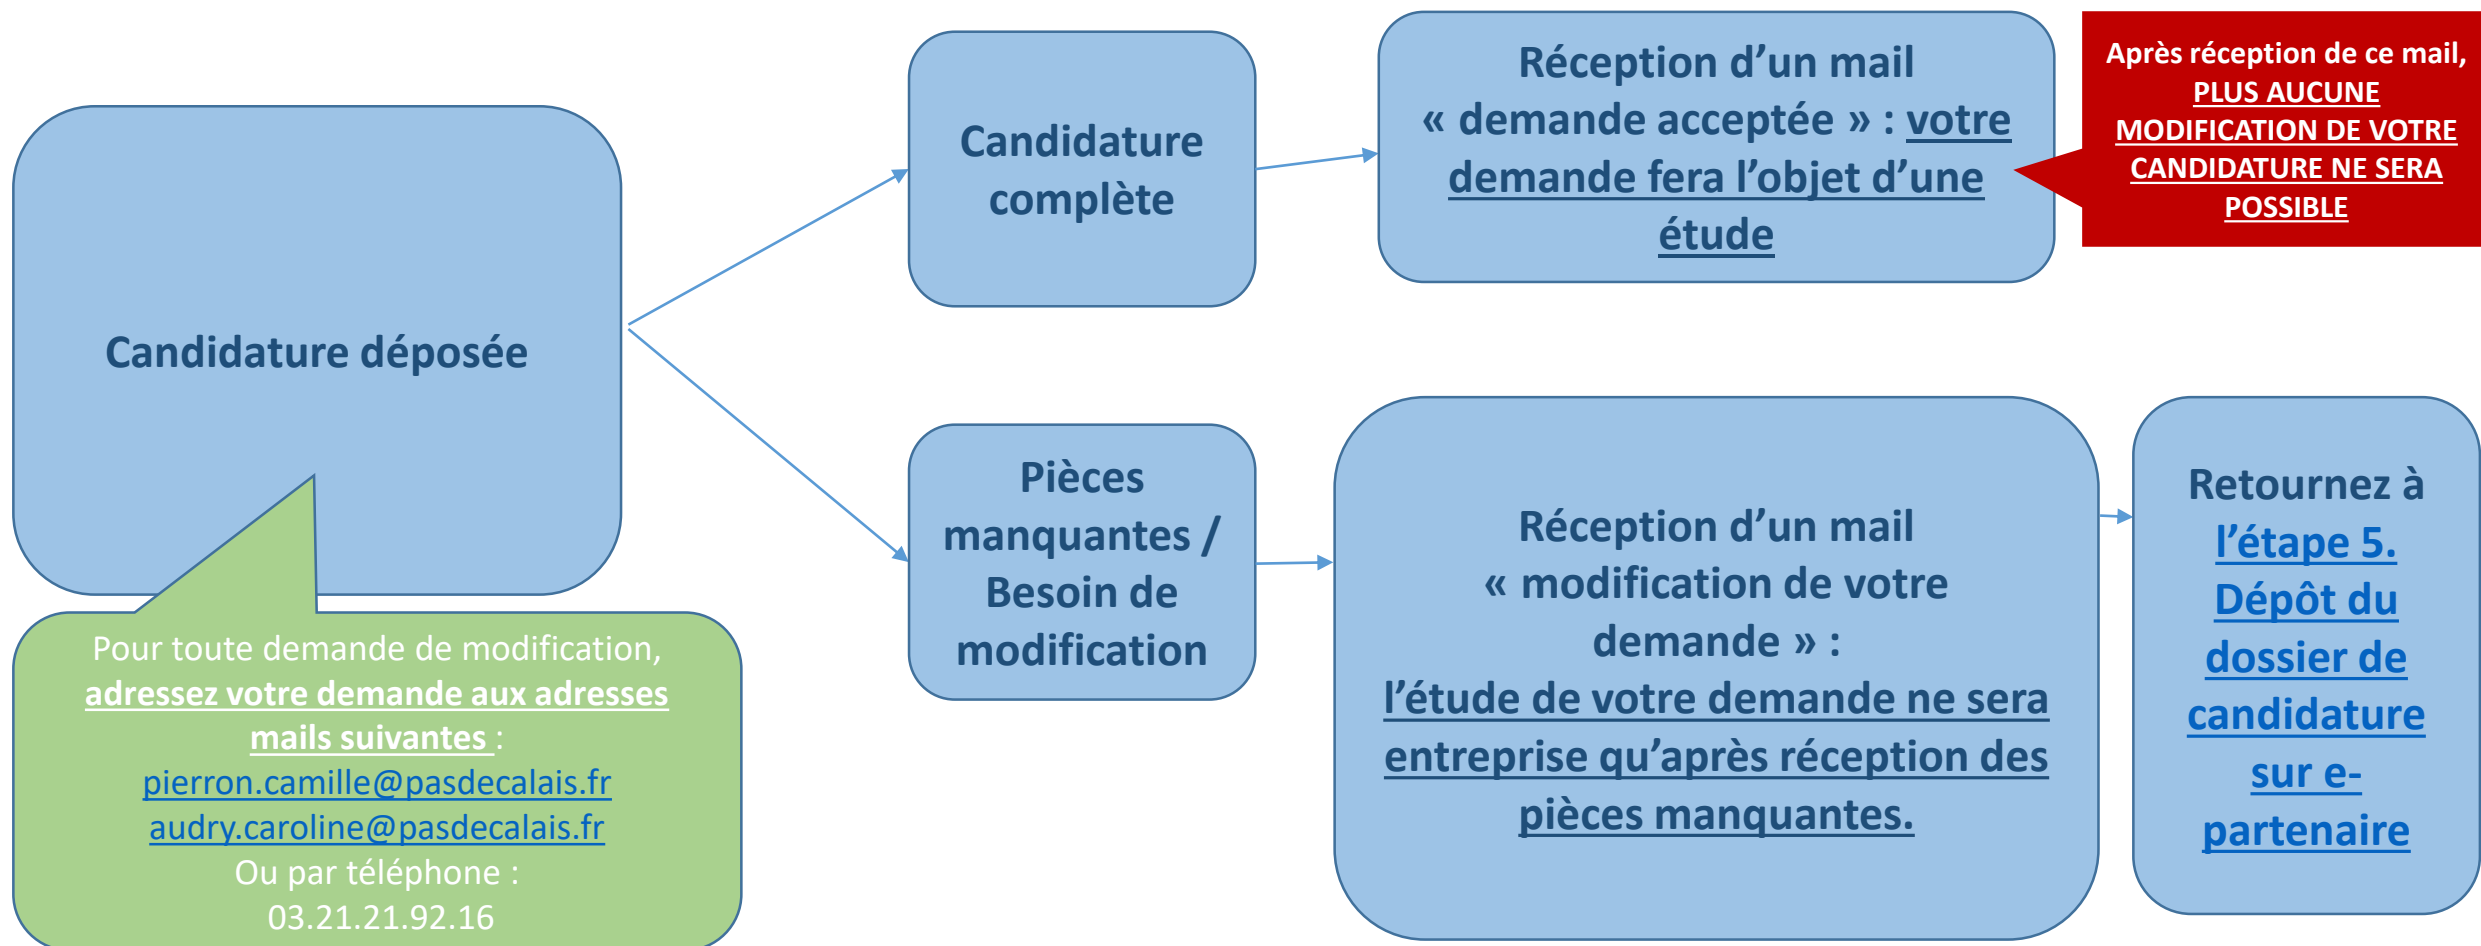 Candidature déposée
Pour toute demande de modification,
adressez votre demande aux adresses
mails suivantes :
pierron.camille@pasdecalais.fr
audry.caroline@pasdecalais.fr
Ou par téléphone :
03.21.21.92.16
Candidature
complète
Réception d’un mail
« demande acceptée » : votre
demande fera l’objet d’une
étude
Après réception de ce mail,
PLUS AUCUNE
MODIFICATION DE VOTRE
CANDIDATURE NE SERA
POSSIBLE
Pièces
manquantes /
Besoin de
modification
Réception d’un mail
« modification de votre
demande » :
l’étude de votre demande ne sera
entreprise qu’après réception des
pièces manquantes.
Retournez à
l’étape 5.
Dépôt du
dossier de
candidature
sur e-
partenaire